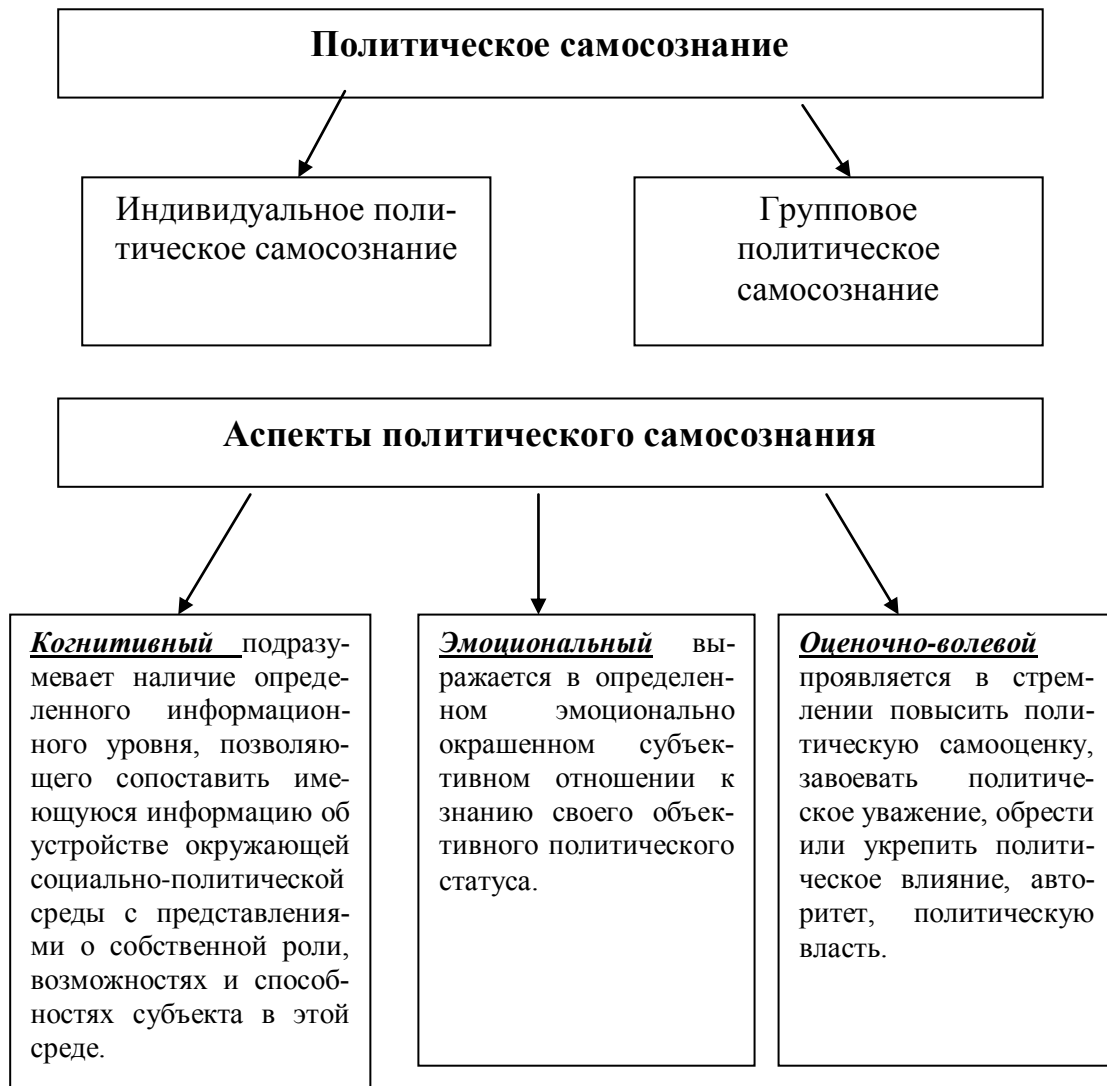 Политическое самосознание
Индивидуальное поли-
тическое самосознание
Групповое
политическое
самосознание
Аспекты политического самосознания
Когнитивный подразу-
мевает наличие опреде-
ленного информацион-
ного уровня, позволяю-
щего сопоставить име-
ющуюся информацию об
устройстве окружающей
социально-политической
среды с представления-
ми о собственной роли,
возможностях и способ-
ностях субъекта в этой
среде.
Эмоциональный вы-
ражается в определен-
ном эмоционально
окрашенном субъек-
тивном отношении к
знанию своего объек-
тивного политического
статуса.
Оценочно-волевой
проявляется в стрем-
лении повысить поли-
тическую самооценку,
завоевать политиче-
ское уважение, обрести
или укрепить полити-
ческое влияние, авто-
ритет, политическую
власть.